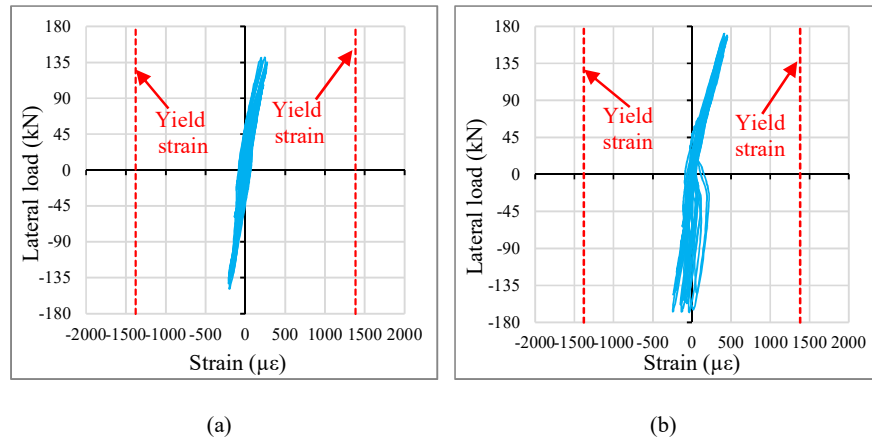 180
135
90
45
0
-45
-90
-135
-180
Lateral load (kN)
Yield
strain
Yield
strain
-2000 -1500 -1000 -500 0 500 1000 1500 2000
Strain (με)
(a)
180
135
90
45
0
-45
-90
-135
-180
Lateral load (kN)
Yield
strain
Yield
strain
-2000 -1500 -1000 -500 0 500 1000 1500 2000
Strain (με)
(b)